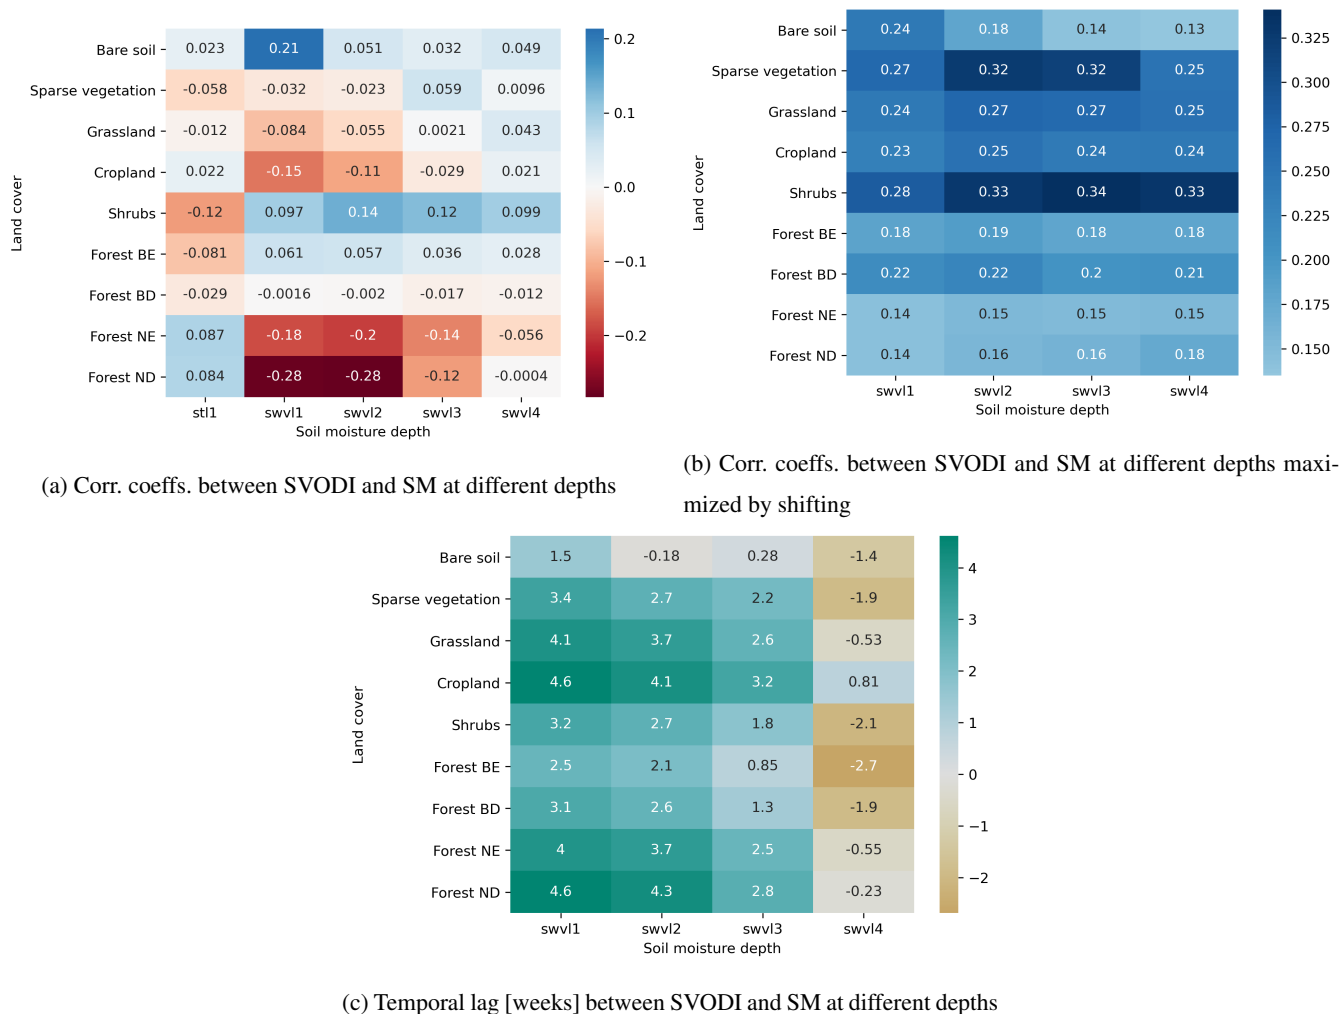 Bare soil 0.023 0.21 0.051 0.032 0.049
Sparse vegetation -0.058 -0.032 -0.023 0.059 0.0096
Grassland -0.012 -0.084 -0.055 0.0021 0.043
Cropland 0.022 -0.15 -0.11 -0.029 0.021
Shrubs -0.12 0.097 0.14 0.12 0.099
Forest BE -0.081 0.061 0.057 0.036 0.028
Forest BD -0.029 -0.0016 -0.002 -0.017 -0.012
Forest NE 0.087 -0.18 -0.2 -0.14 -0.056
Forest ND 0.084 -0.28 -0.28 -0.12 -0.0004
stl1 swvl1 swvl2 swvl3 swvl4
Soil moisture depth
Land cover
0.2
0.1
0.0
−0.1
−0.2
(a) Corr. coeffs. between SVODI and SM at different depths
Bare soil 0.24 0.18 0.14 0.13
Sparse vegetation 0.27 0.32 0.32 0.25
Grassland 0.24 0.27 0.27 0.25
Cropland 0.23 0.25 0.24 0.24
Shrubs 0.28 0.33 0.34 0.33
Forest BE 0.18 0.19 0.18 0.18
Forest BD 0.22 0.22 0.2 0.21
Forest NE 0.14 0.15 0.15 0.15
Forest ND 0.14 0.16 0.16 0.18
swvl1 swvl2 swvl3 swvl4
Soil moisture depth
Land cover
0.325
0.300
0.275
0.250
0.225
0.200
0.175
0.150
(b) Corr. coeffs. between SVODI and SM at different depths maxi-
mized by shifting
Bare soil 1.5 -0.18 0.28 -1.4
Sparse vegetation 3.4 2.7 2.2 -1.9
Grassland 4.1 3.7 2.6 -0.53
Cropland 4.6 4.1 3.2 0.81
Shrubs 3.2 2.7 1.8 -2.1
Forest BE 2.5 2.1 0.85 -2.7
Forest BD 3.1 2.6 1.3 -1.9
Forest NE 4 3.7 2.5 -0.55
Forest ND 4.6 4.3 2.8 -0.23
swvl1 swvl2 swvl3 swvl4
Soil moisture depth
Land cover
4
3
2
1
0
−1
−2
(c) Temporal lag [weeks] between SVODI and SM at different depths